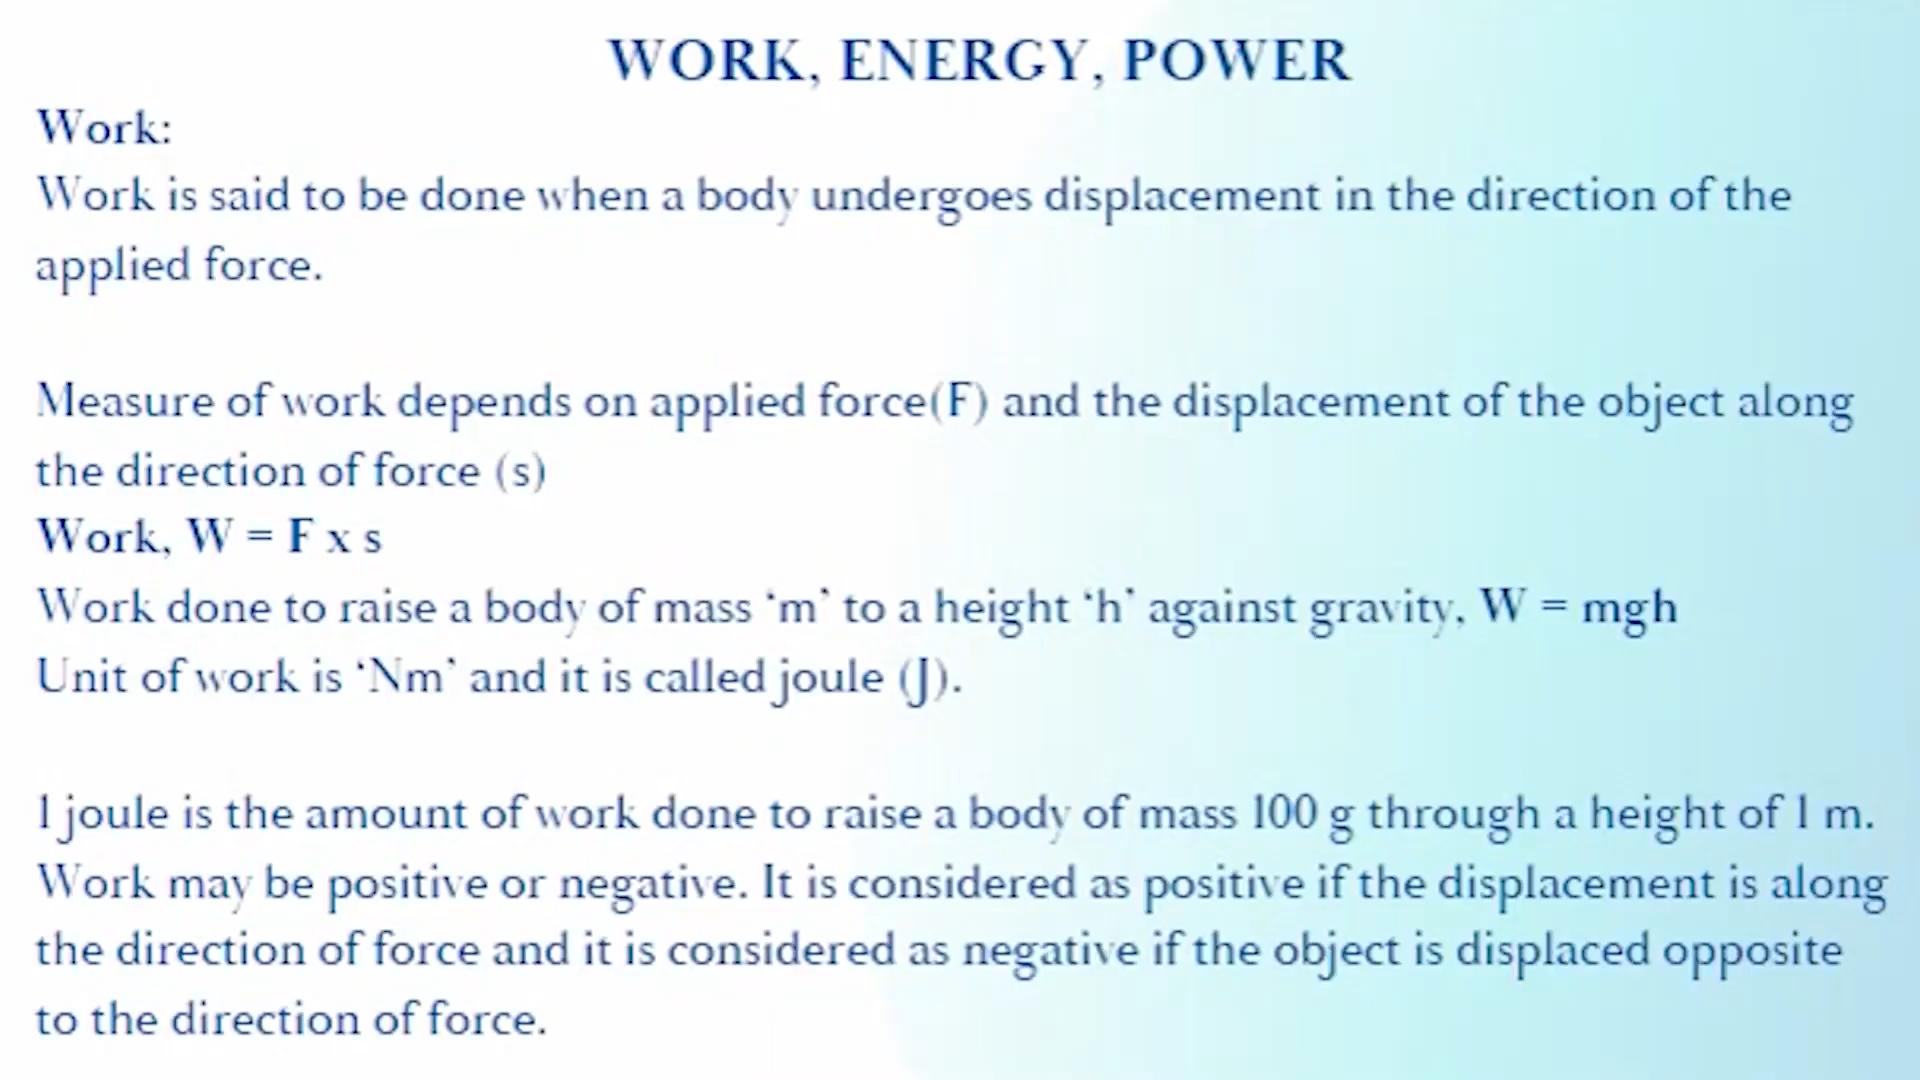 WORK, ENERGY, POWER
Work:
Work is said to be done when a body undergoes displacement in the direction of the
applied force.
Measure of work depends on applied force(F) and the displacement of the object along
the direction of force (s)
Work, W = F x s
Work done to raise a body of mass ‘m’ to a height ‘h’ against gravity, W = mgh
Unit of work is ‘Nm’ and it is called joule (J).
1 joule is the amount of work done to raise a body of mass 100 g through a height of 1 m.
Work may be positive or negative. It is considered as positive if the displacement is along
the direction of force and it is considered as negative if the object is displaced opposite
to the direction of force.